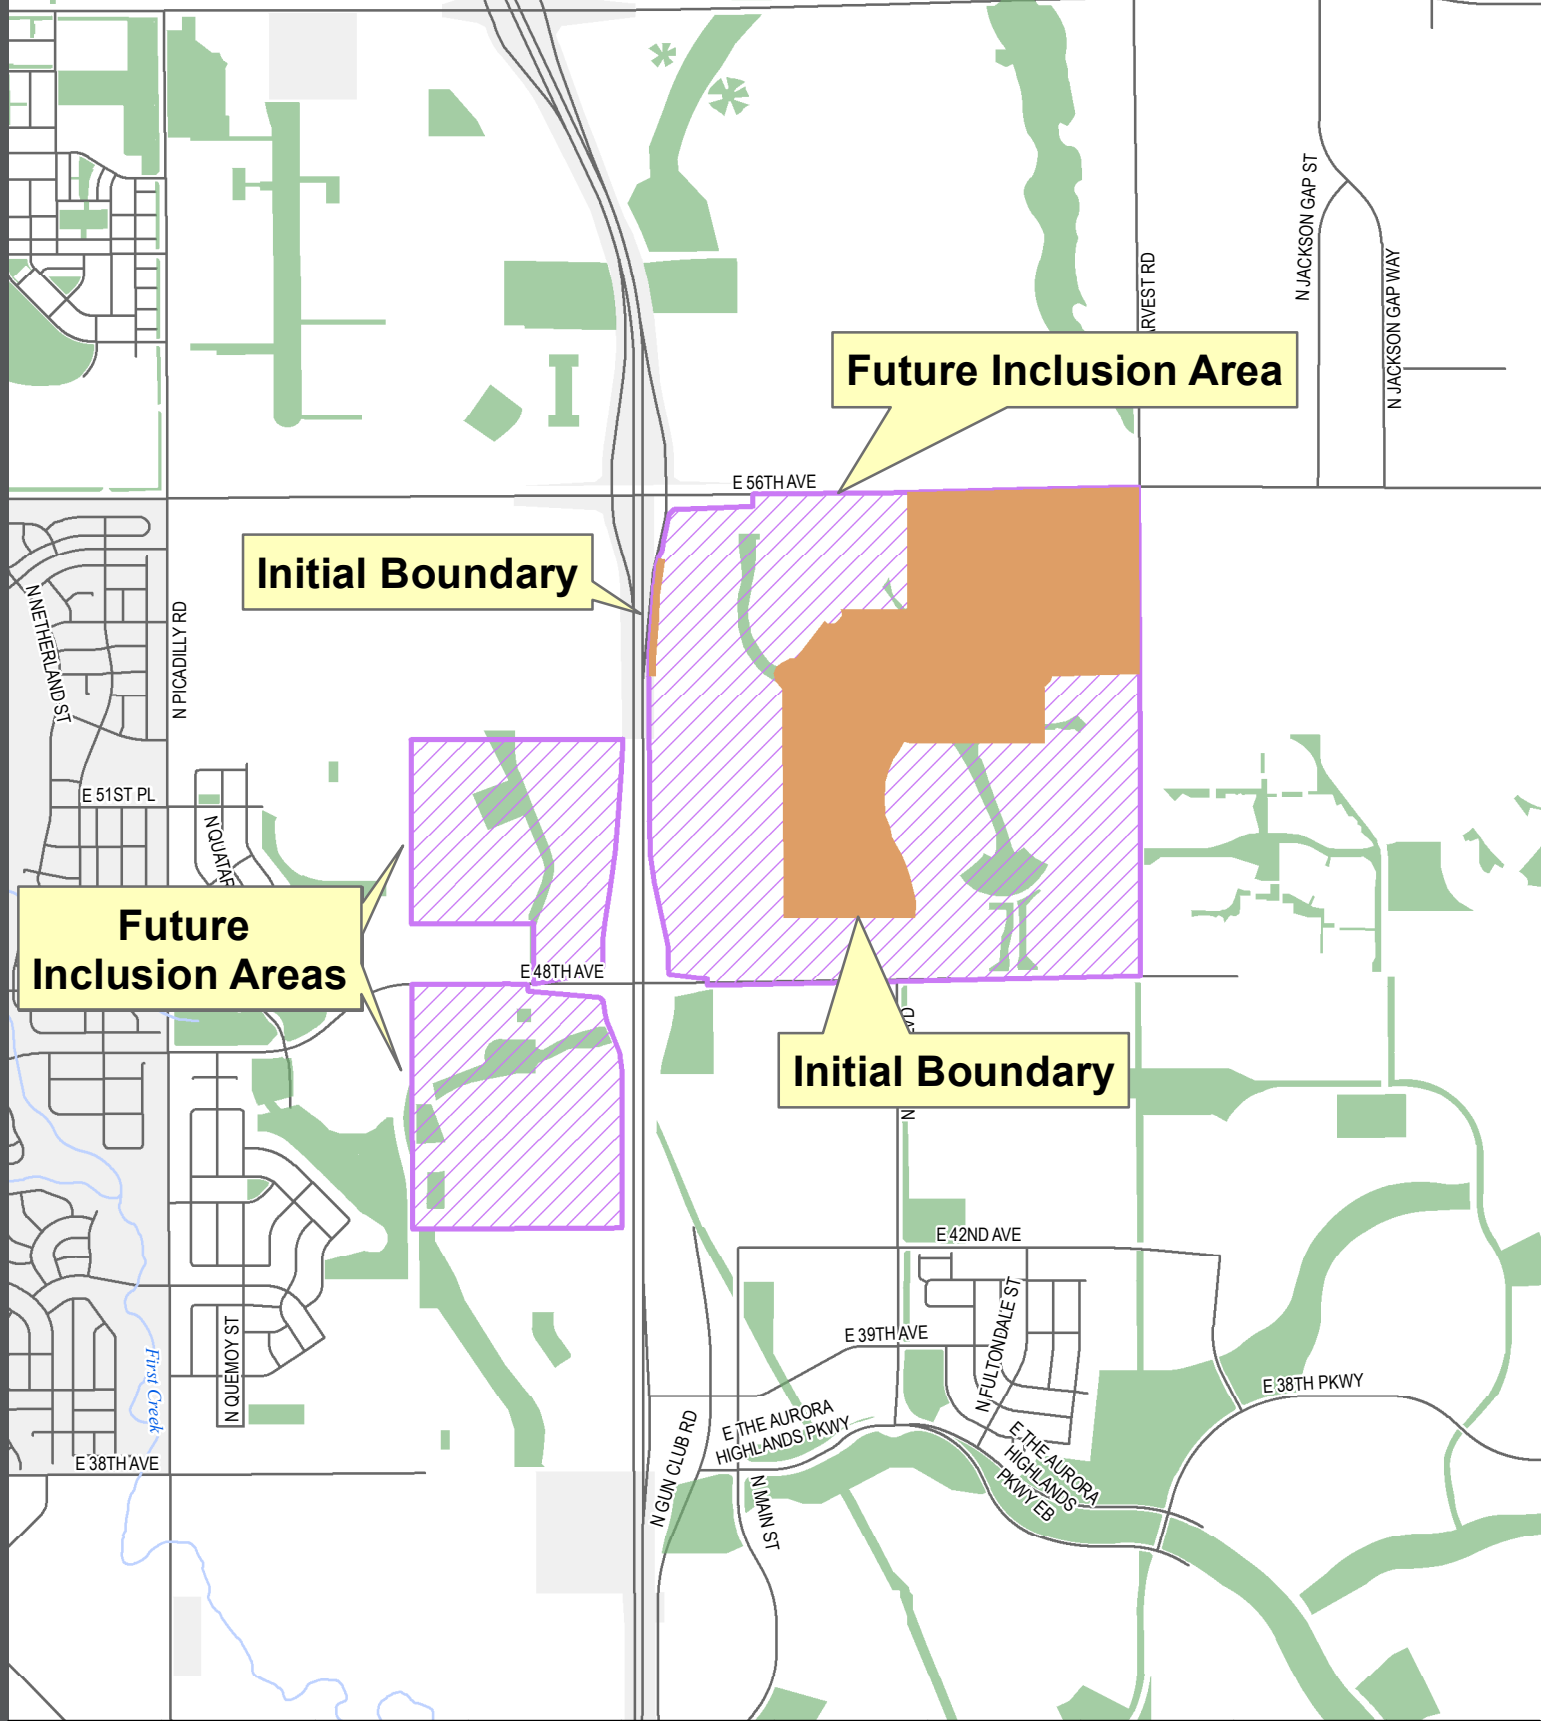 N JACKSON GAP ST
N JACKSON GAP WAY
ARVEST RD
Future Inclusion Area
E 56TH AVE
Initial Boundary
N NETHERLAND ST
N PICADILLY RD
E 51ST PL
N QUATAR
Future
Inclusion Areas
E 48TH AVE
Initial Boundary
N
E 42ND AVE
N QUEMOY ST
First Creek
E 39TH AVE
N FULTONDALE ST
E 38TH PKWY
E THE AURORA
HIGHLANDS PKWY
E THE AURORA
HIGHLANDS
PKWY EB
N GUN CLUB RD
N MAIN ST
E 38TH AVE